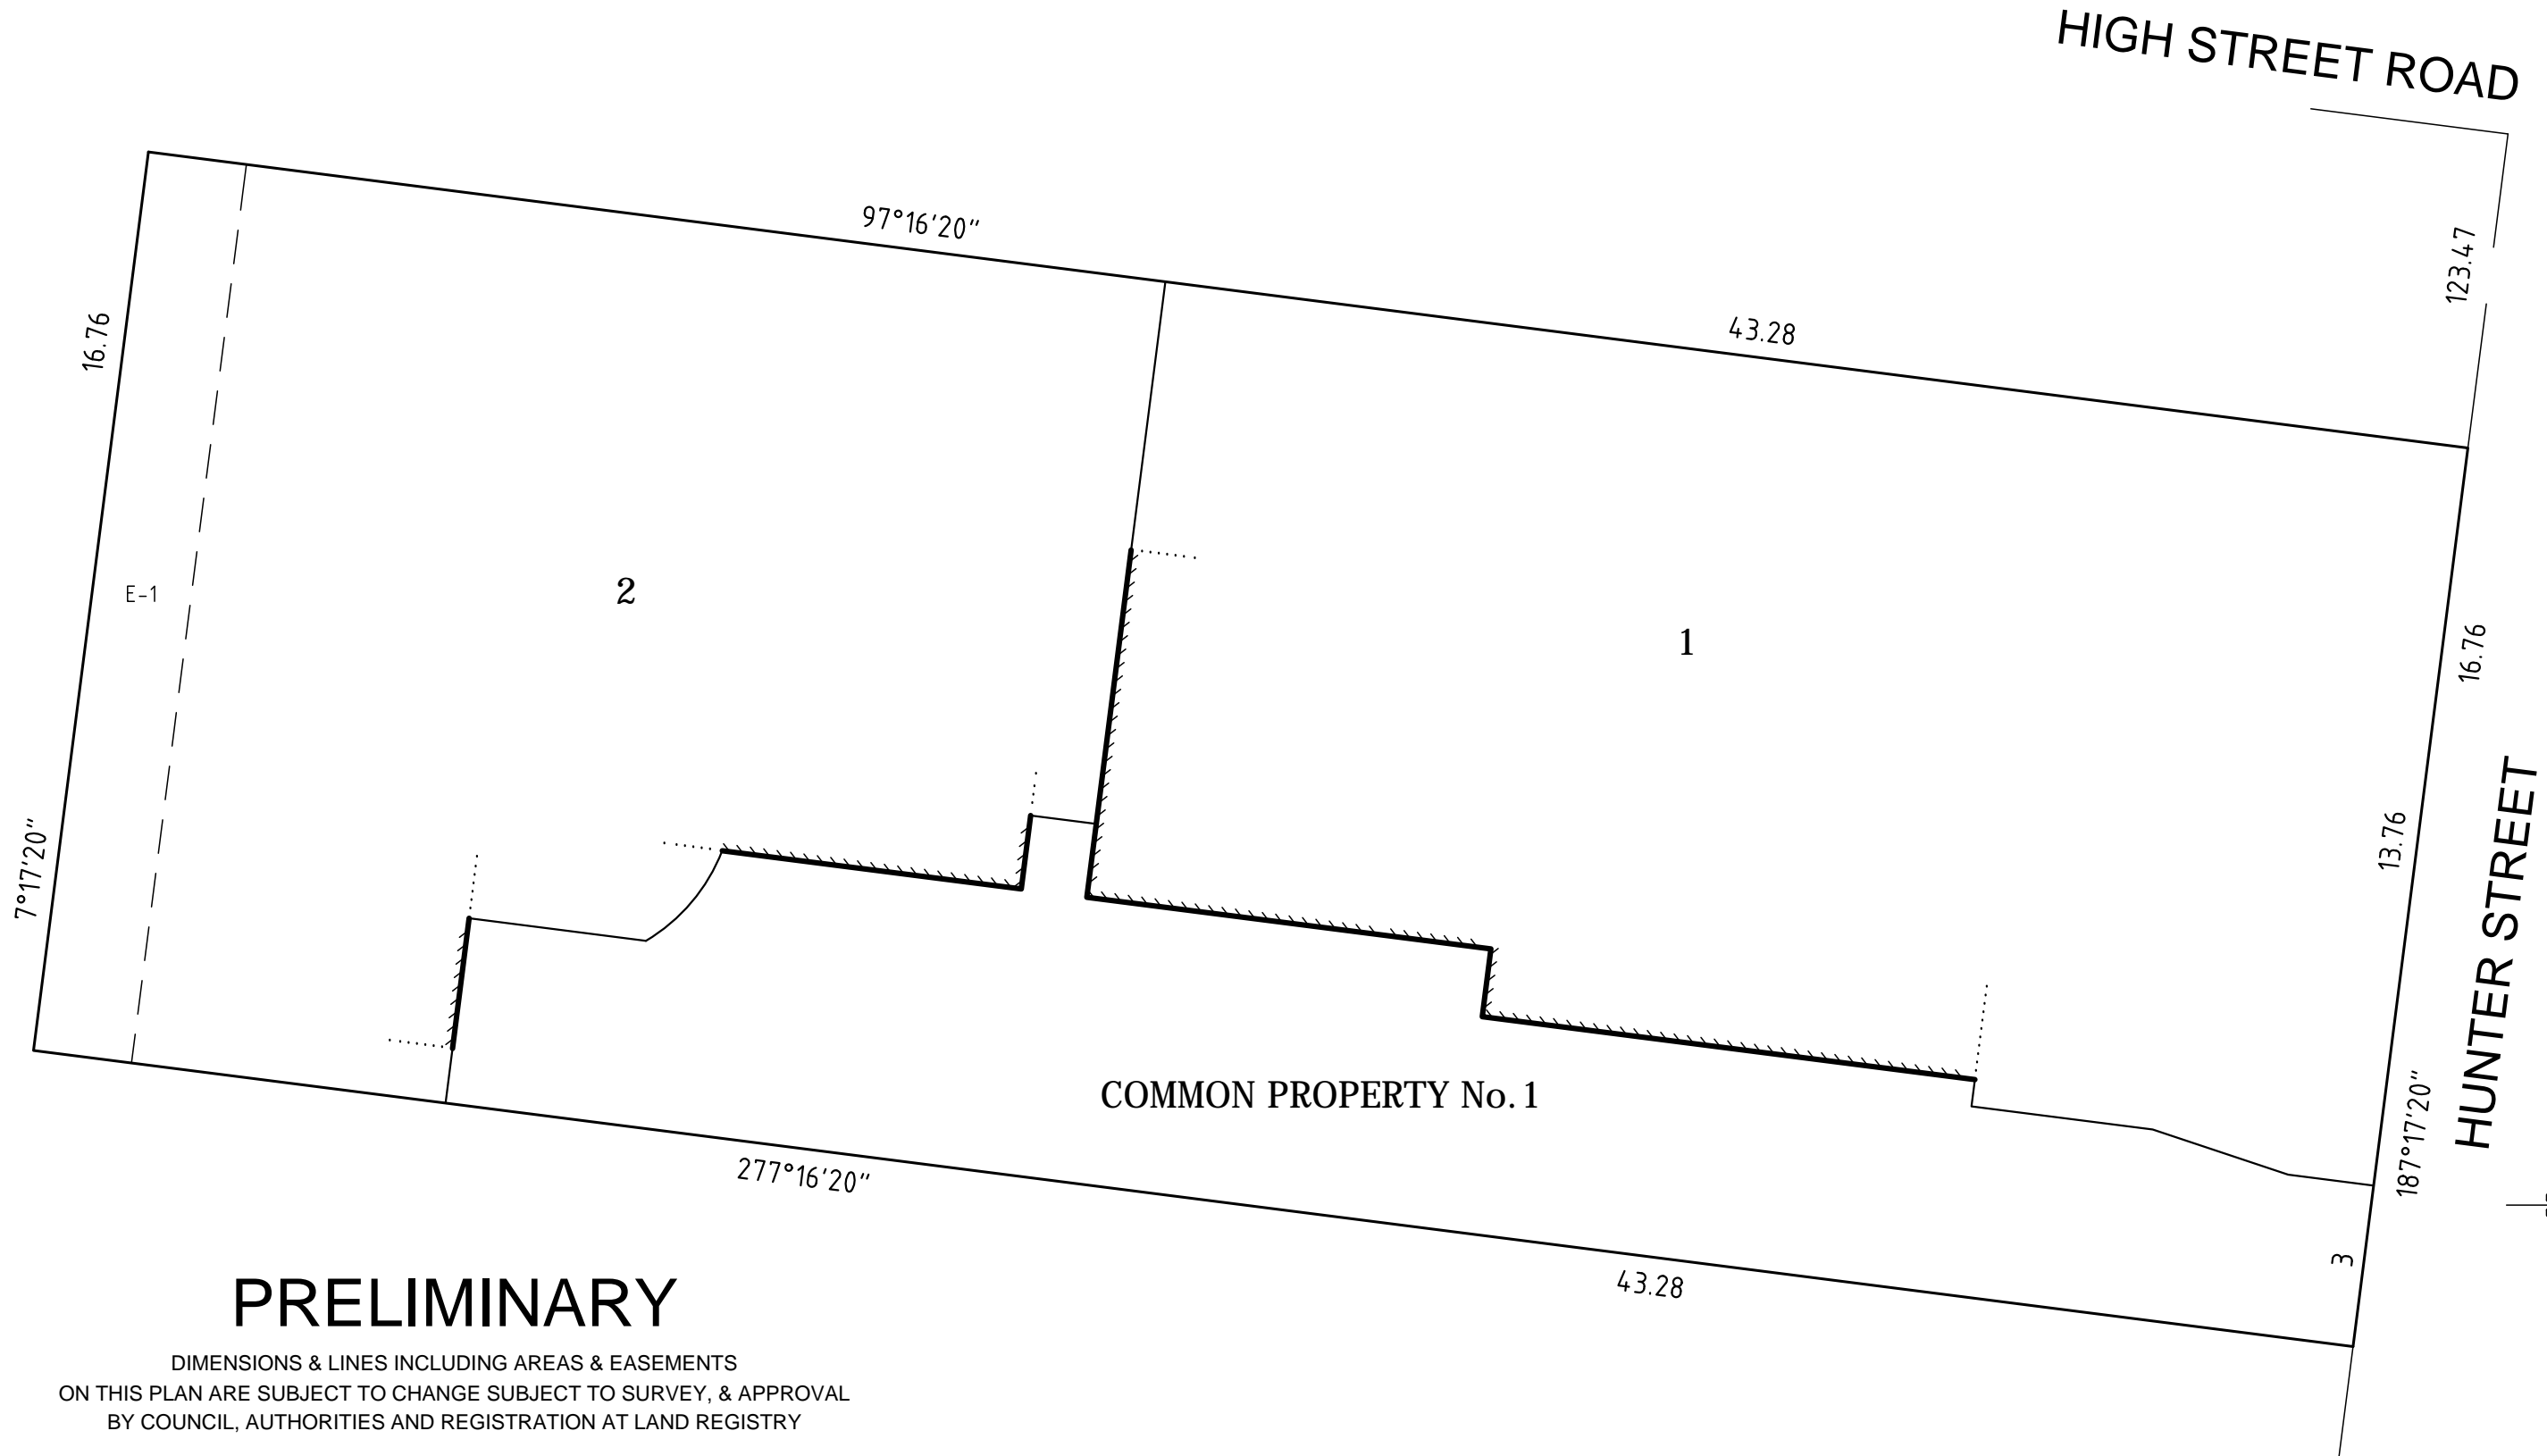 HIGH STREET ROAD
97°16'20"
123.47
43.28
16.76
E-1
2
1
16.76
13.76
HUNTER STREET
7°17'20"
COMMON PROPERTY No. 1
187°17'20"
277°16'20"
3
43.28
PRELIMINARY
DIMENSIONS & LINES INCLUDING AREAS & EASEMENTS
ON THIS PLAN ARE SUBJECT TO CHANGE SUBJECT TO SURVEY, & APPROVAL
BY COUNCIL, AUTHORITIES AND REGISTRATION AT LAND REGISTRY